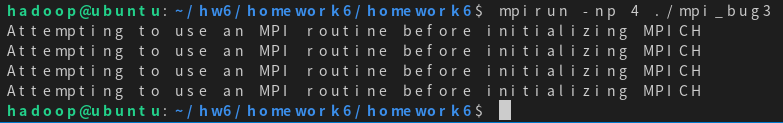 hadoop@ubuntu:~/hw6/homework6/homework6$ mpirun -np 4 ./mpi_bug3
Attempting to use an MPI routine before initializing MPICH
Attempting to use an MPI routine before initializing MPICH
Attempting to use an MPI routine before initializing MPICH
Attempting to use an MPI routine before initializing MPICH
hadoop@ubuntu:~/hw6/homework6/homework6$